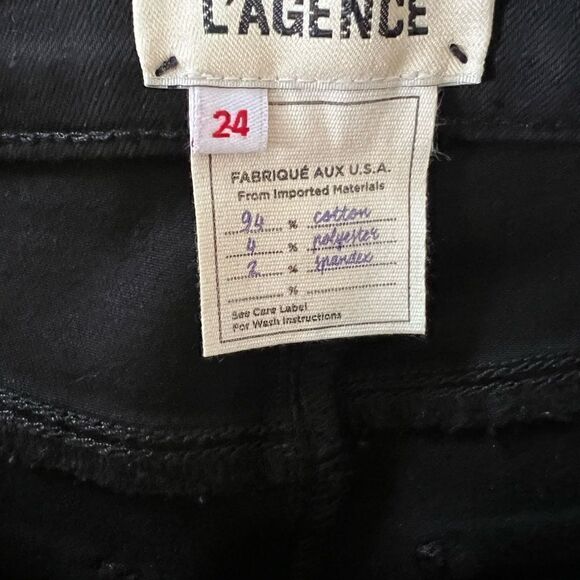 L'AGENCE
24
FABRIQUÉ AUX U.S.A.
From Imported Materials
94 % cotton
4 % polyester
2 % spandex
%
See Care Label
For Wash Instructions